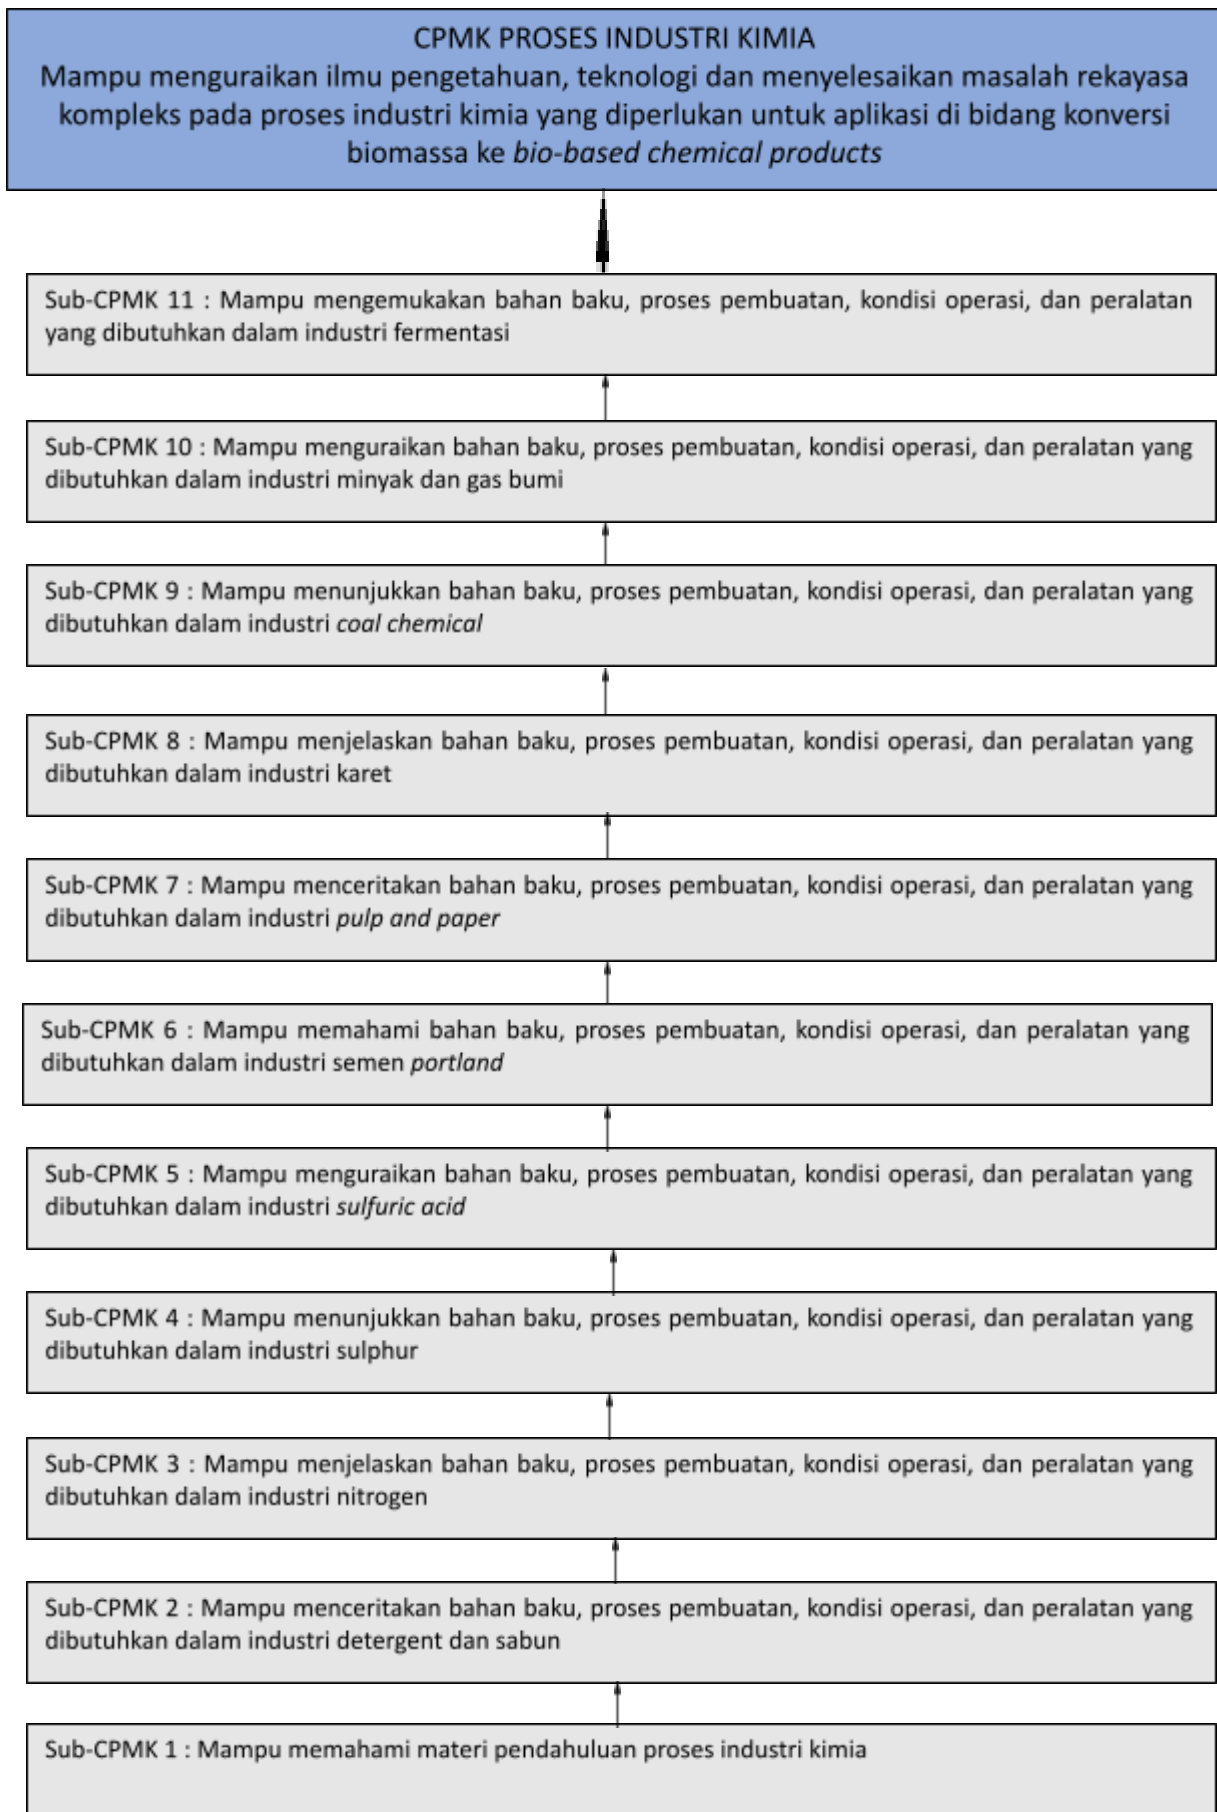 CPMK PROSES INDUSTRI KIMIA
Mampu menguraikan ilmu pengetahuan, teknologi dan menyelesaikan masalah rekayasa
kompleks pada proses industri kimia yang diperlukan untuk aplikasi di bidang konversi
biomassa ke bio-based chemical products
Sub-CPMK 11 : Mampu mengemukakan bahan baku, proses pembuatan, kondisi operasi, dan peralatan
yang dibutuhkan dalam industri fermentasi
Sub-CPMK 10 : Mampu menguraikan bahan baku, proses pembuatan, kondisi operasi, dan peralatan yang
dibutuhkan dalam industri minyak dan gas bumi
Sub-CPMK 9 : Mampu menunjukkan bahan baku, proses pembuatan, kondisi operasi, dan peralatan yang
dibutuhkan dalam industri coal chemical
Sub-CPMK 8 : Mampu menjelaskan bahan baku, proses pembuatan, kondisi operasi, dan peralatan yang
dibutuhkan dalam industri karet
Sub-CPMK 7 : Mampu menceritakan bahan baku, proses pembuatan, kondisi operasi, dan peralatan yang
dibutuhkan dalam industri pulp and paper
Sub-CPMK 6 : Mampu memahami bahan baku, proses pembuatan, kondisi operasi, dan peralatan yang
dibutuhkan dalam industri semen portland
Sub-CPMK 5 : Mampu menguraikan bahan baku, proses pembuatan, kondisi operasi, dan peralatan yang
dibutuhkan dalam industri sulfuric acid
Sub-CPMK 4 : Mampu menunjukkan bahan baku, proses pembuatan, kondisi operasi, dan peralatan yang
dibutuhkan dalam industri sulphur
Sub-CPMK 3 : Mampu menjelaskan bahan baku, proses pembuatan, kondisi operasi, dan peralatan yang
dibutuhkan dalam industri nitrogen
Sub-CPMK 2 : Mampu menceritakan bahan baku, proses pembuatan, kondisi operasi, dan peralatan yang
dibutuhkan dalam industri detergent dan sabun
Sub-CPMK 1 : Mampu memahami materi pendahuluan proses industri kimia